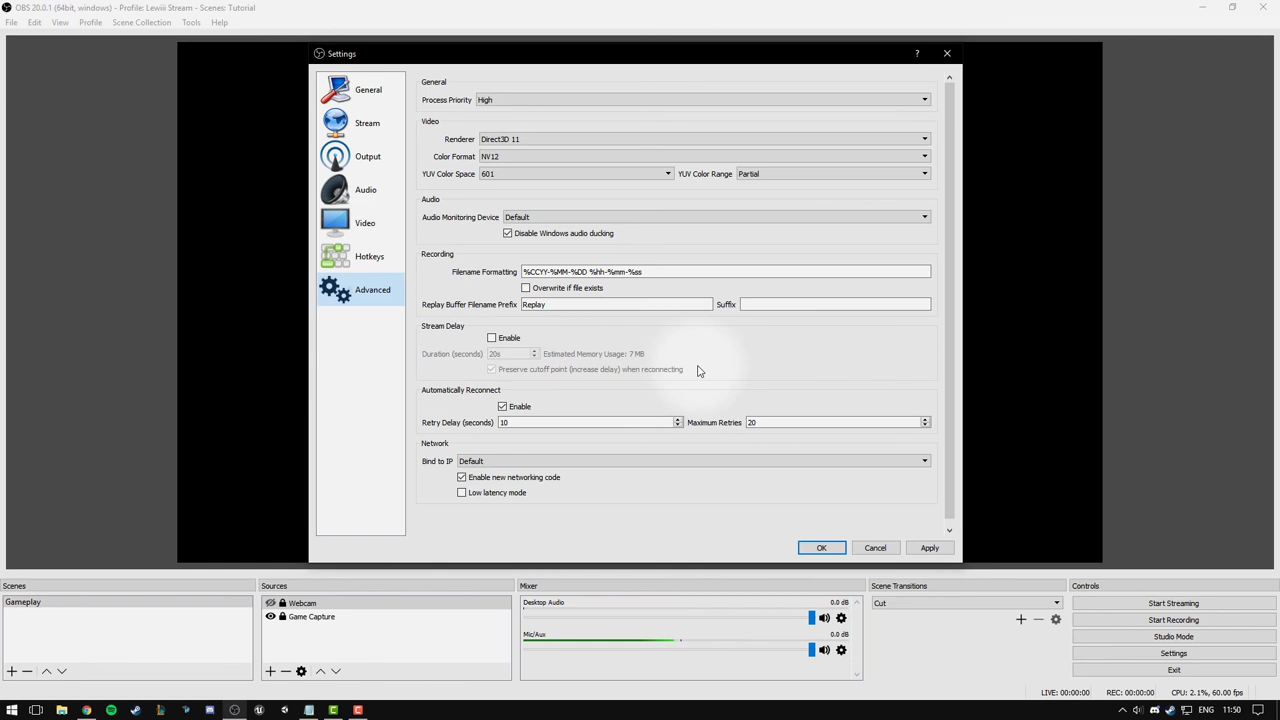 OBS 20.0.1 (64bit, windows) - Profile: Lewiii Stream - Scenes: Tutorial
File Edit View Profile Scene Collection Tools Help
Settings
?
General
Stream
Output
Audio
Video
Hotkeys
Advanced
General
Process Priority High
Video
Renderer Direct3D 11
Color Format NV12
YUV Color Space 601 YUV Color Range Partial
Audio
Audio Monitoring Device Default
Disable Windows audio ducking
Recording
Filename Formatting %CCYY-%MM-%DD %hh-%mm-%ss
Overwrite if file exists
Replay Buffer Filename Prefix Replay Suffix
Stream Delay
Enable
Duration (seconds) 20s Estimated Memory Usage: 7 MB
Preserve cutoff point (increase delay) when reconnecting
Automatically Reconnect
Enable
Retry Delay (seconds) 10 Maximum Retries 20
Network
Bind to IP Default
Enable new networking code
Low latency mode
OK Cancel Apply
Scenes
Gameplay
Sources
Webcam
Game Capture
Mixer
Desktop Audio 0.0 dB
Mic/Aux 0.0 dB
Scene Transitions
Cut
Controls
Start Streaming
Start Recording
Studio Mode
Settings
Exit
LIVE: 00:00:00 REC: 00:00:00 CPU: 2.1%, 60.00 fps
ENG 11:50